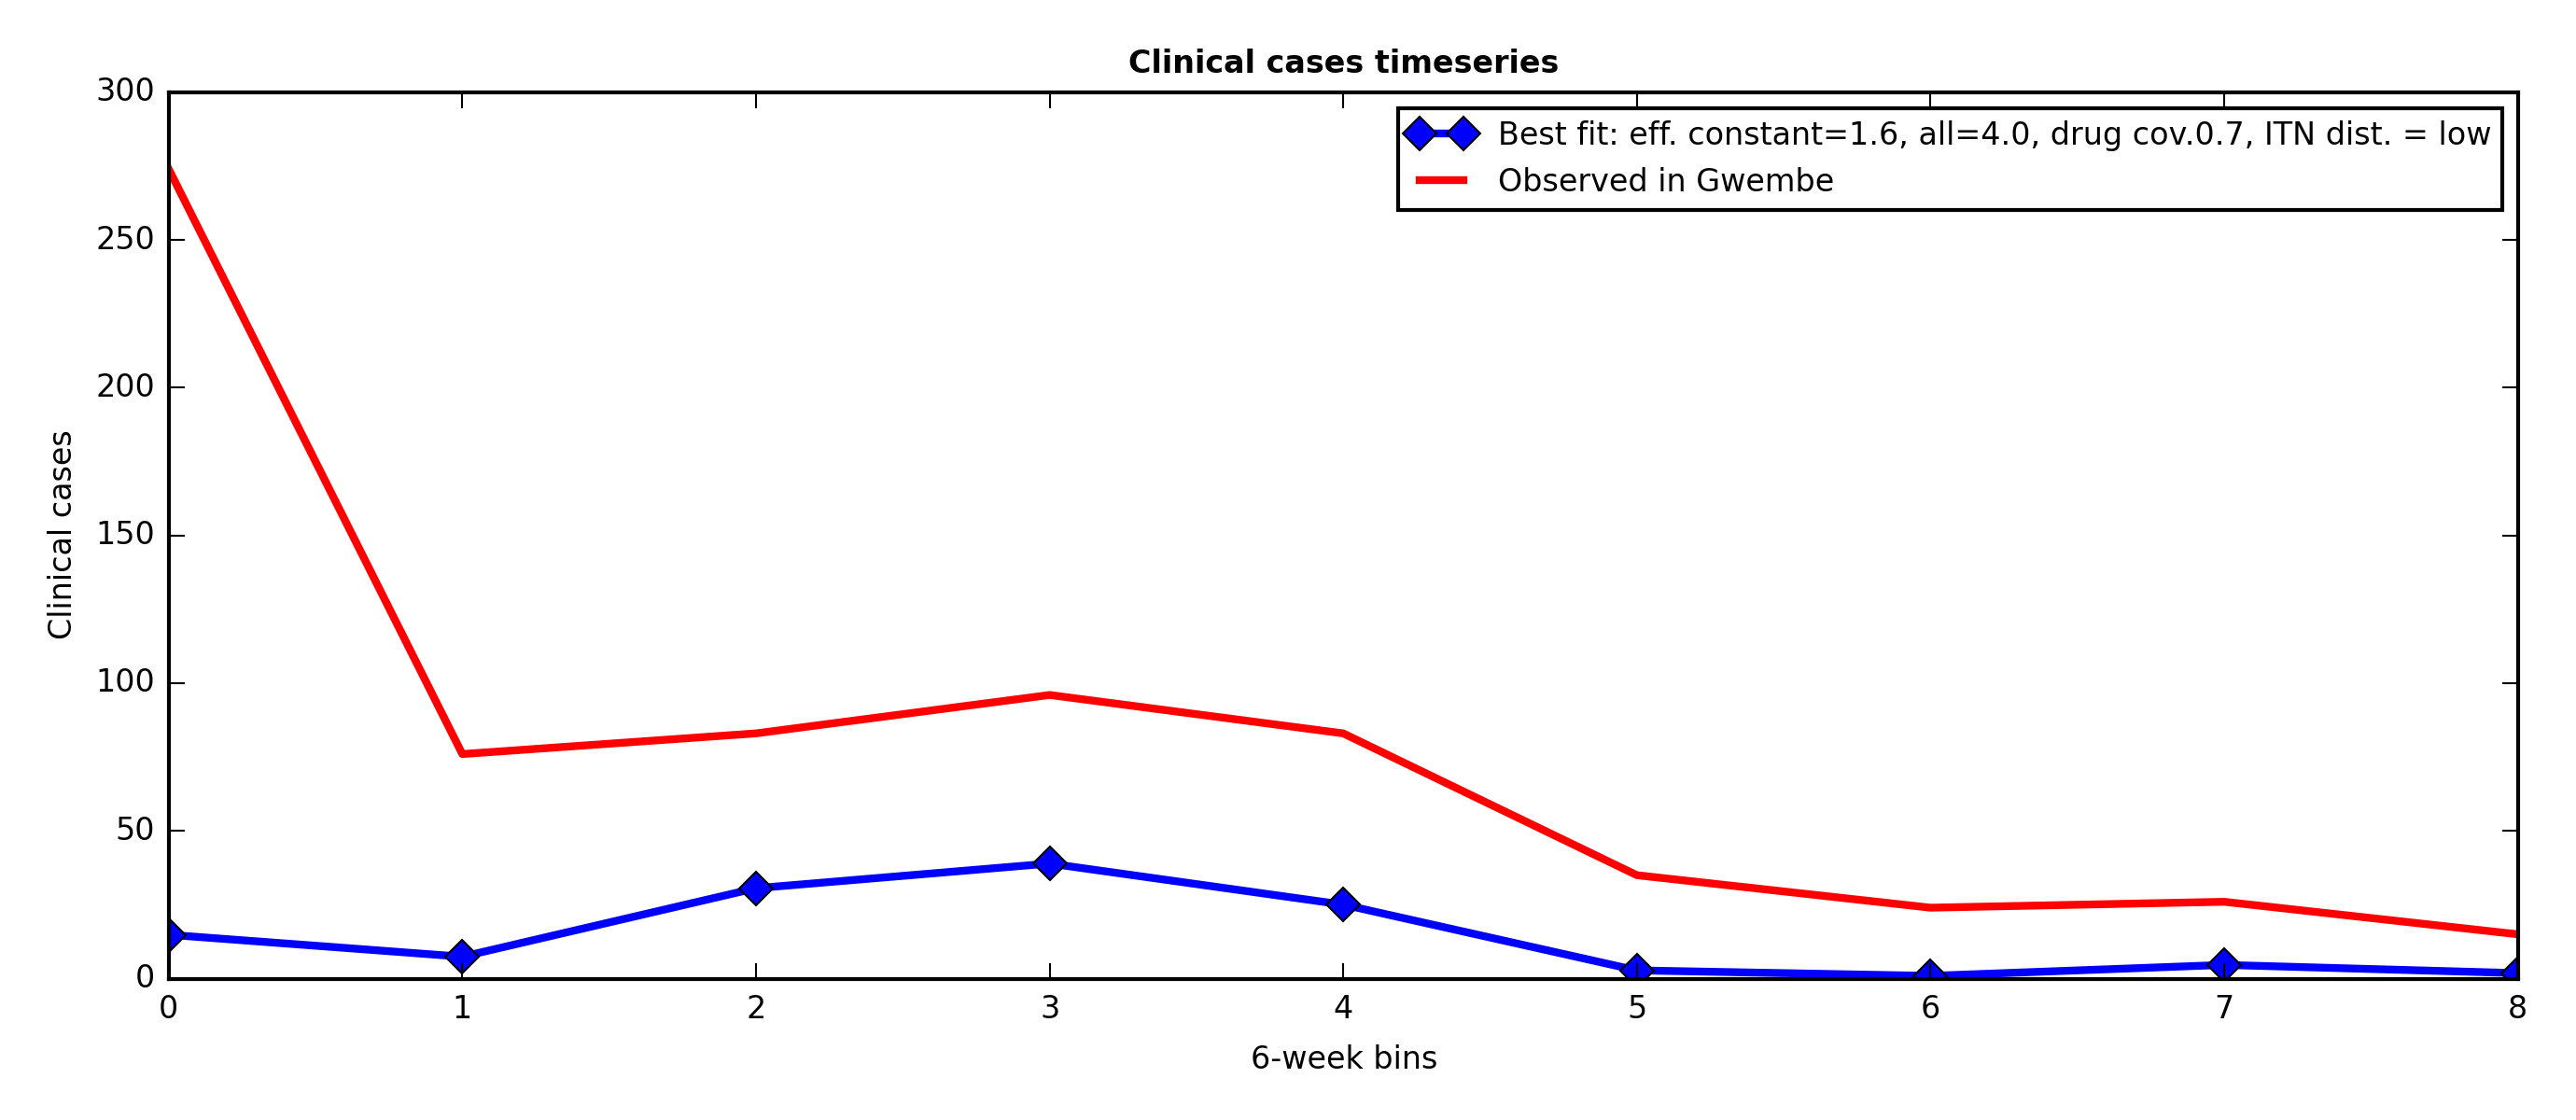 Clinical cases timeseries
300
250
200
150
100
50
0
Clinical cases
Best fit: eff. constant=1.6, all=4.0, drug cov.0.7, ITN dist. = low
Observed in Gwembe
0 1 2 3 4 5 6 7 8
6-week bins